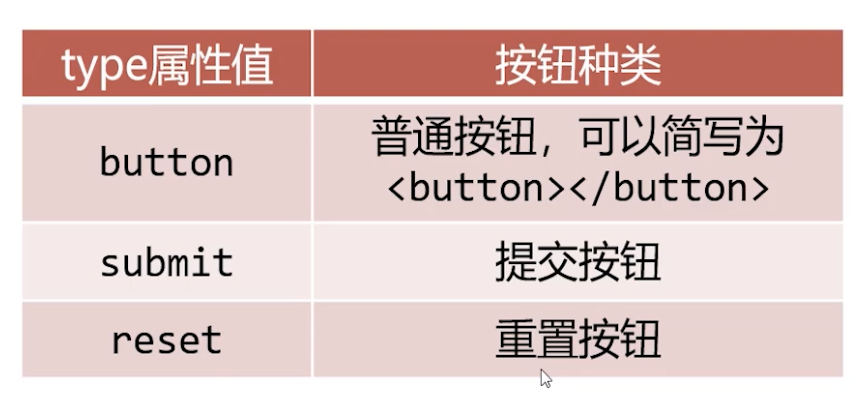 type属性值
按钮种类
button
普通按钮，可以简写为
<button></button>
submit
提交按钮
reset
重置按钮